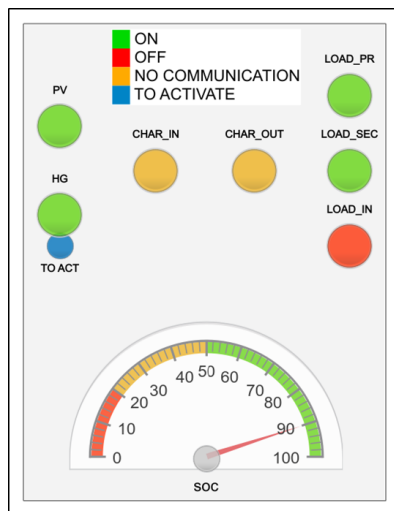 ON
OFF
NO COMMUNICATION
TO ACTIVATE
LOAD_PR
PV
CHAR_IN
CHAR_OUT
LOAD_SEC
HG
LOAD_IN
TO ACT
0
10
20
30
40
50
60
70
80
90
100
SOC